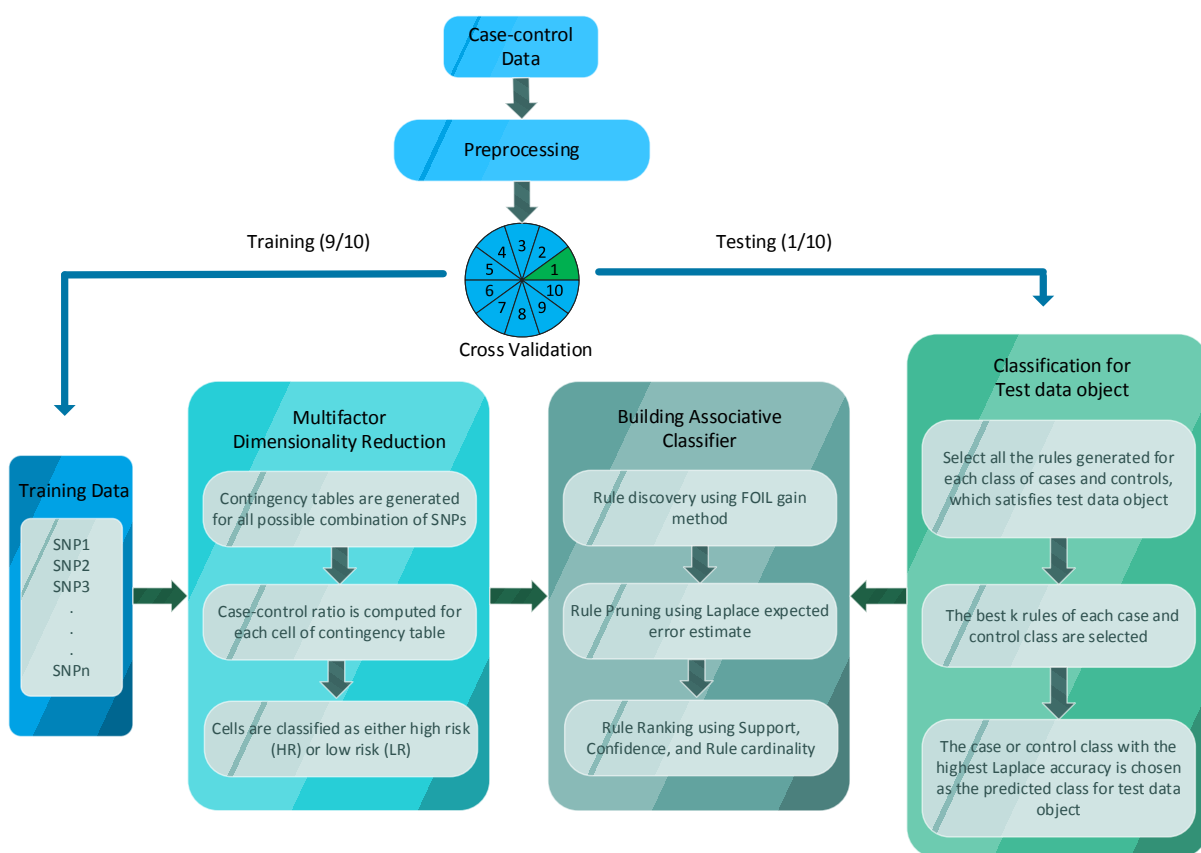 Case-control
Data
Preprocessing
Training (9/10)
Testing (1/10)
3
4
2
5
1
6
10
7
9
8
Cross Validation
Training Data
SNP1
SNP2
SNP3
.
.
.
SNPn
Multifactor
Dimensionality Reduction
Contingency tables are generated
for all possible combination of SNPs
Case-control ratio is computed for
each cell of contingency table
Cells are classified as either high risk
(HR) or low risk (LR)
Building Associative
Classifier
Rule discovery using FOIL gain
method
Rule Pruning using Laplace expected
error estimate
Rule Ranking using Support,
Confidence, and Rule cardinality
Classification for
Test data object
Select all the rules generated for
each class of cases and controls,
which satisfies test data object
The best k rules of each case and
control class are selected
The case or control class with the
highest Laplace accuracy is chosen
as the predicted class for test data
object